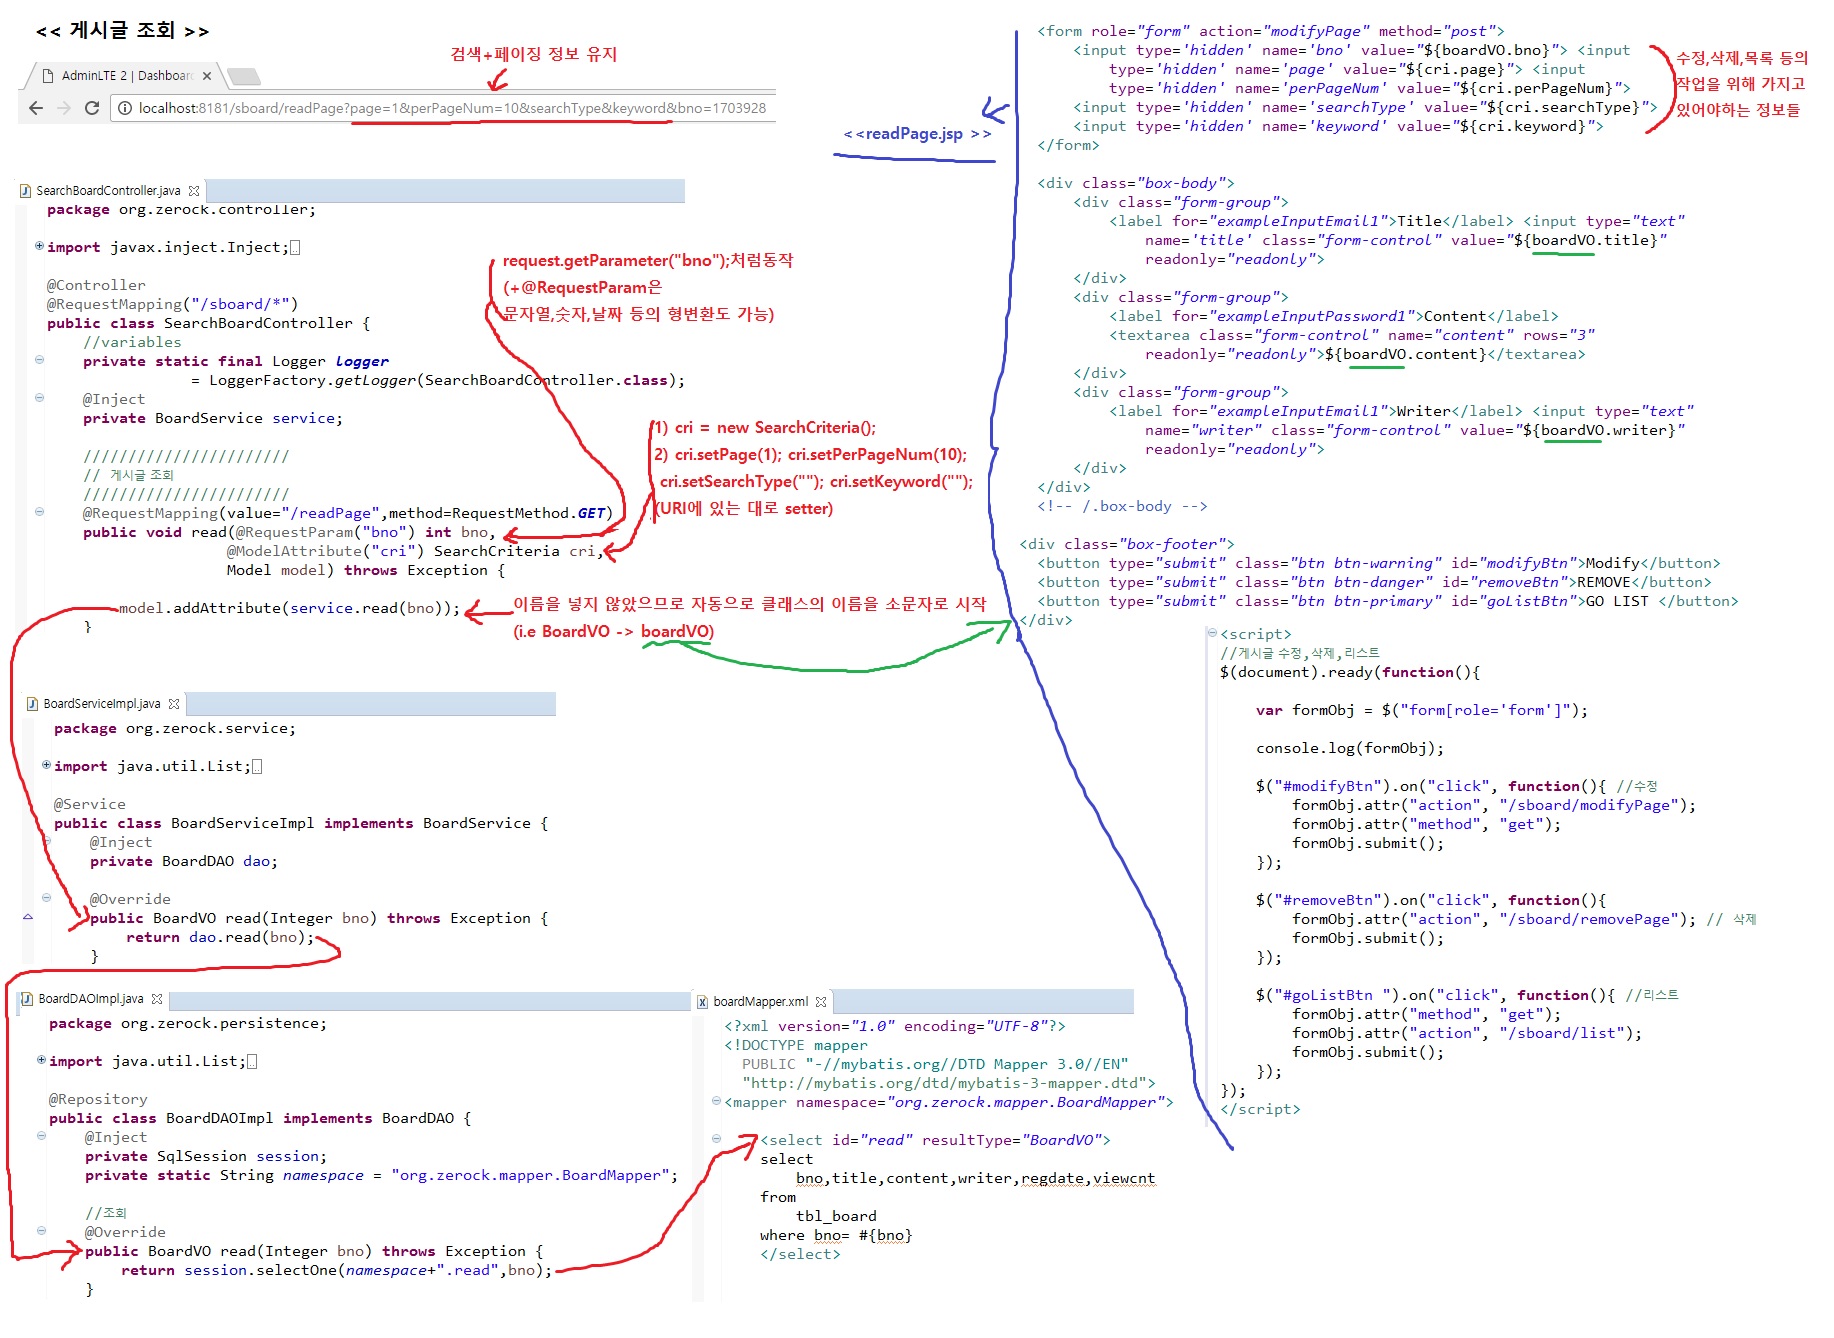 << 게시글 조회 >>
검색+페이징 정보 유지
AdminLTE 2 | Dashboard
localhost:8181/sboard/readPage?page=1&perPageNum=10&searchType&keyword&bno=1703928
SearchBoardController.java
package org.zerock.controller;
import javax.inject.Inject;
@Controller
@RequestMapping("/sboard/*")
public class SearchBoardController {
//variables
private static final Logger logger
= LoggerFactory.getLogger(SearchBoardController.class);
@Inject
private BoardService service;
///////////////////////
// 게시글 조회
///////////////////////
@RequestMapping(value="/readPage",method=RequestMethod.GET)
public void read(@RequestParam("bno") int bno,
@ModelAttribute("cri") SearchCriteria cri,
Model model) throws Exception {
model.addAttribute(service.read(bno));
}
request.getParameter("bno");처럼동작
(+@RequestParam은
문자열,숫자,날짜 등의 형변환도 가능)
1) cri = new SearchCriteria();
2) cri.setPage(1); cri.setPerPageNum(10);
cri.setSearchType(""); cri.setKeyword("");
(URI에 있는 대로 setter)
이름을 넣지 않았으므로 자동으로 클래스의 이름을 소문자로 시작
(i.e BoardVO -> boardVO)
BoardServiceImpl.java
package org.zerock.service;
import java.util.List;
@Service
public class BoardServiceImpl implements BoardService {
@Inject
private BoardDAO dao;
@Override
public BoardVO read(Integer bno) throws Exception {
return dao.read(bno);
}
BoardDAOImpl.java
package org.zerock.persistence;
import java.util.List;
@Repository
public class BoardDAOImpl implements BoardDAO {
@Inject
private SqlSession session;
private static String namespace = "org.zerock.mapper.BoardMapper";
//조회
@Override
public BoardVO read(Integer bno) throws Exception {
return session.selectOne(namespace+".read",bno);
}
boardMapper.xml
<?xml version="1.0" encoding="UTF-8"?>
<!DOCTYPE mapper
PUBLIC "-//mybatis.org//DTD Mapper 3.0//EN"
"http://mybatis.org/dtd/mybatis-3-mapper.dtd">
<mapper namespace="org.zerock.mapper.BoardMapper">
<select id="read" resultType="BoardVO">
select
bno,title,content,writer,regdate,viewcnt
from
tbl_board
where bno= #{bno}
</select>
<<readPage.jsp >>
<form role="form" action="modifyPage" method="post">
<input type='hidden' name='bno' value="${boardVO.bno}"> <input
type='hidden' name='page' value="${cri.page}"> <input
type='hidden' name='perPageNum' value="${cri.perPageNum}">
<input type='hidden' name='searchType' value="${cri.searchType}">
<input type='hidden' name='keyword' value="${cri.keyword}">
</form>
수정,삭제,목록 등의
작업을 위해 가지고
있어야하는 정보들
<div class="box-body">
<div class="form-group">
<label for="exampleInputEmail1">Title</label> <input type="text"
name='title' class="form-control" value="${boardVO.title}"
readonly="readonly">
</div>
<div class="form-group">
<label for="exampleInputPassword1">Content</label>
<textarea class="form-control" name="content" rows="3"
readonly="readonly">${boardVO.content}</textarea>
</div>
<div class="form-group">
<label for="exampleInputEmail1">Writer</label> <input type="text"
name="writer" class="form-control" value="${boardVO.writer}"
readonly="readonly">
</div>
</div>
<!-- /.box-body -->
<div class="box-footer">
<button type="submit" class="btn btn-warning" id="modifyBtn">Modify</button>
<button type="submit" class="btn btn-danger" id="removeBtn">REMOVE</button>
<button type="submit" class="btn btn-primary" id="goListBtn">GO LIST </button>
</div>
<script>
//게시글 수정,삭제,리스트
$(document).ready(function(){
var formObj = $("form[role='form']");
console.log(formObj);
$("#modifyBtn").on("click", function(){ //수정
formObj.attr("action", "/sboard/modifyPage");
formObj.attr("method", "get");
formObj.submit();
});
$("#removeBtn").on("click", function(){
formObj.attr("action", "/sboard/removePage"); // 삭제
formObj.submit();
});
$("#goListBtn ").on("click", function(){ //리스트
formObj.attr("method", "get");
formObj.attr("action", "/sboard/list");
formObj.submit();
});
});
</script>